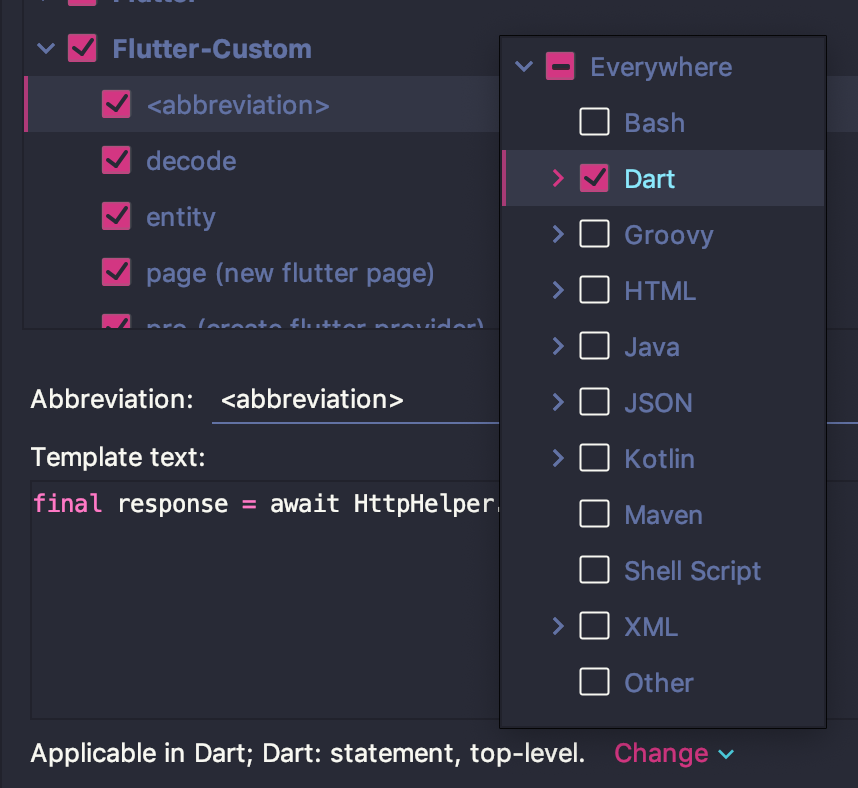 Flutter
Flutter-Custom
<abbreviation>
decode
entity
page (new flutter page)
pro (create flutter provider)
Abbreviation: <abbreviation>
Template text:
final response = await HttpHelper.
Applicable in Dart; Dart: statement, top-level. Change
Everywhere
Bash
Dart
Groovy
HTML
Java
JSON
Kotlin
Maven
Shell Script
XML
Other